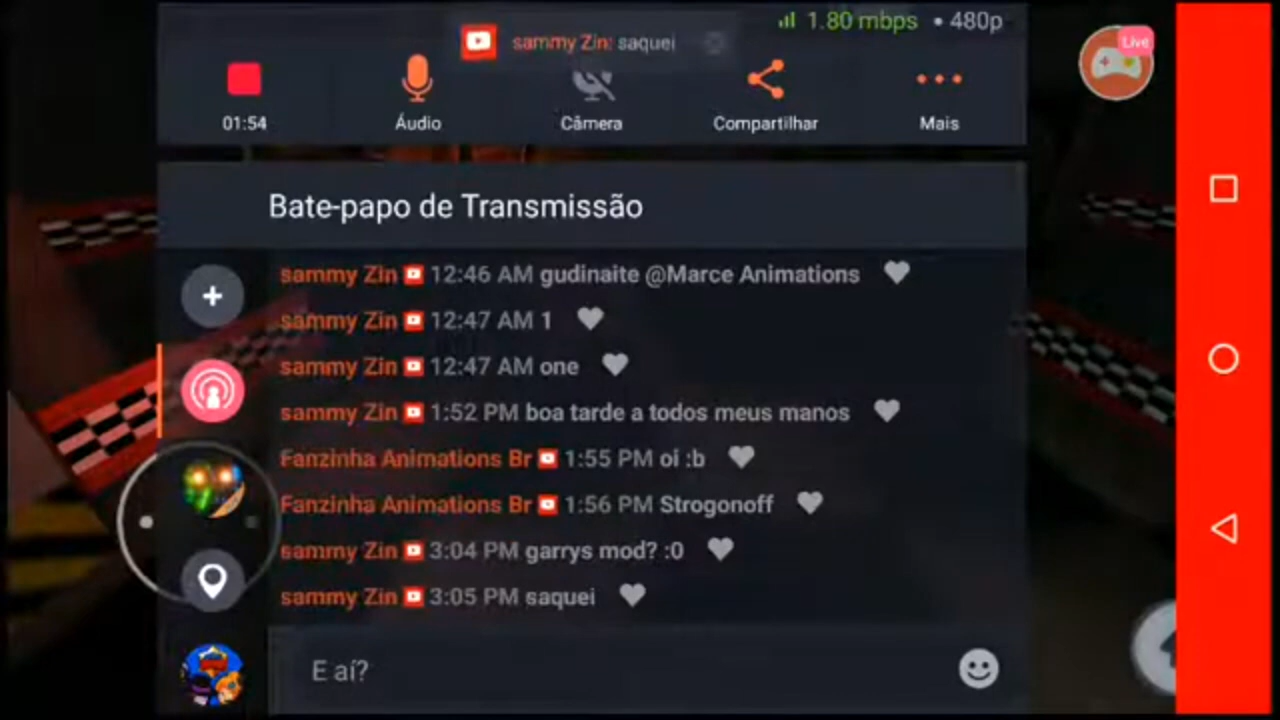 1.80 mbps • 480p
sammy Zin: saquei
Live
01:54
Áudio
Câmera
Compartilhar
Mais
Bate-papo de Transmissão
sammy Zin 12:46 AM gudinaite @Marce Animations
sammy Zin 12:47 AM 1
sammy Zin 12:47 AM one
sammy Zin 1:52 PM boa tarde a todos meus manos
Fanzinha Animations Br 1:55 PM oi :b
Fanzinha Animations Br 1:56 PM Strogonoff
sammy Zin 3:04 PM garrys mod? :0
sammy Zin 3:05 PM saquei
E aí?